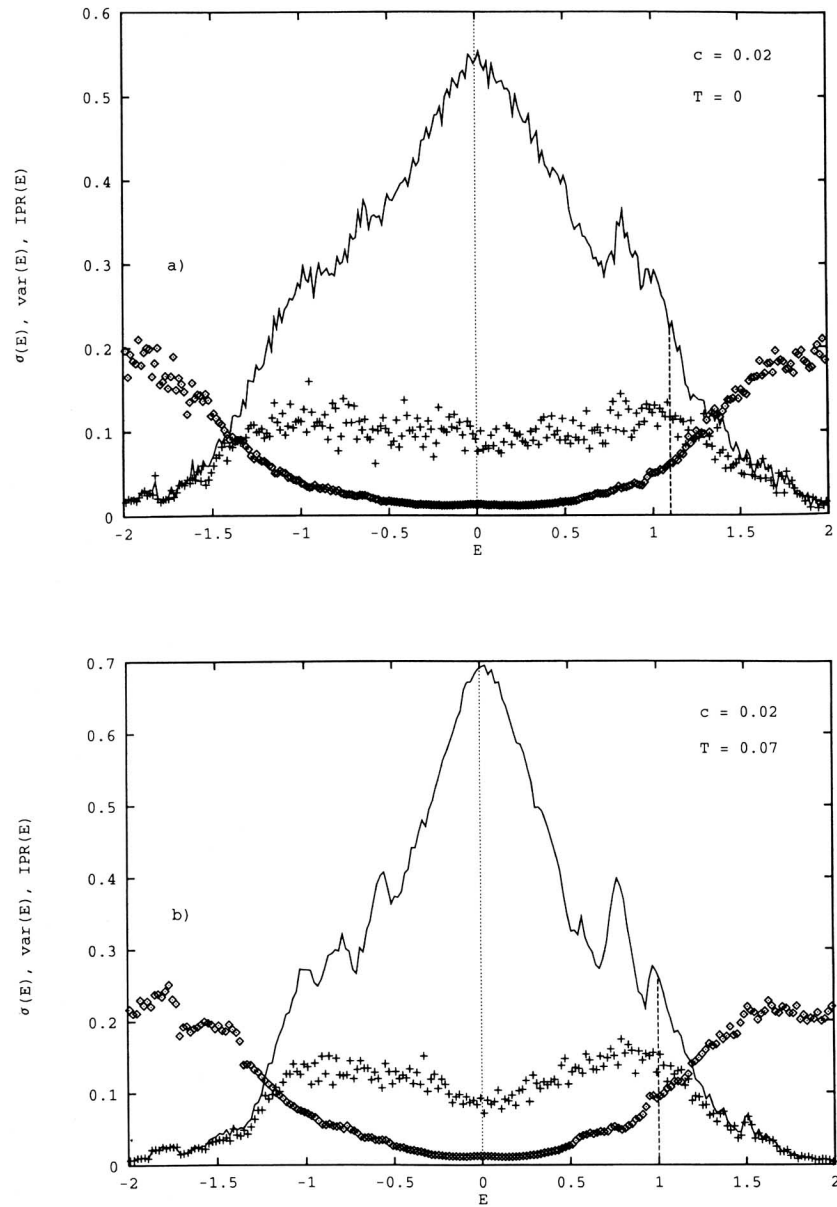 0.6
0.5
0.4
0.3
0.2
0.1
0
σ(E), var(E), IPR(E)
c = 0.02
T = 0
a)
-2 -1.5 -1 -0.5 0 0.5 1 1.5 2
E
0.7
0.6
0.5
0.4
0.3
0.2
0.1
0
σ(E), var(E), IPR(E)
c = 0.02
T = 0.07
b)
-2 -1.5 -1 -0.5 0 0.5 1 1.5 2
E